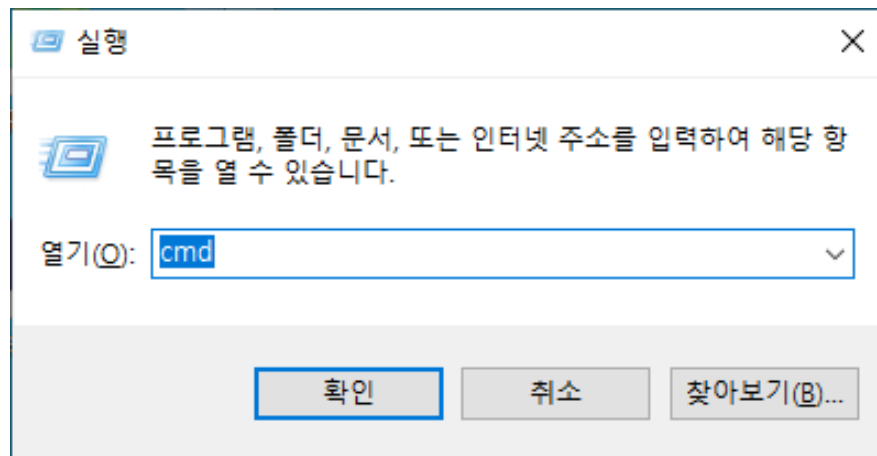 실행
프로그램, 폴더, 문서, 또는 인터넷 주소를 입력하여 해당 항
목을 열 수 있습니다.
열기(O): cmd
확인 취소 찾아보기(B)...